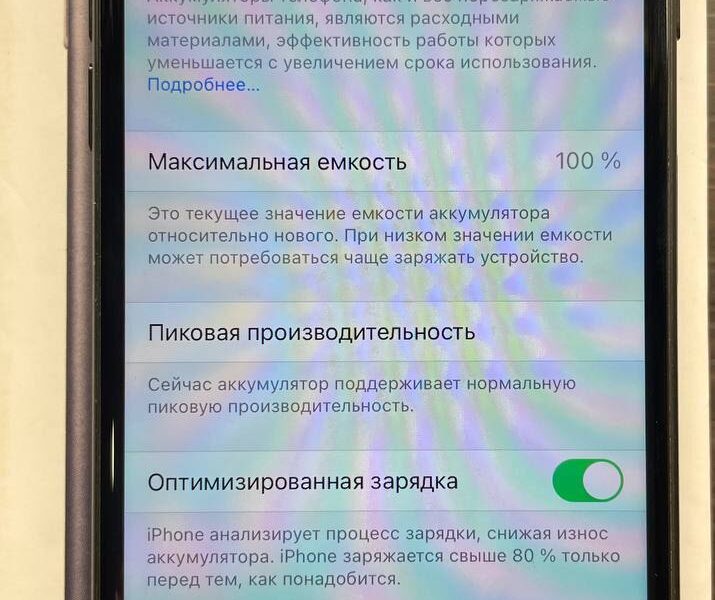 источники питания, являются расходными
материалами, эффективность работы которых
уменьшается с увеличением срока использования.
Подробнее...
Максимальная емкость 100 %
Это текущее значение емкости аккумулятора
относительно нового. При низком значении емкости
может потребоваться чаще заряжать устройство.
Пиковая производительность
Сейчас аккумулятор поддерживает нормальную
пиковую производительность.
Оптимизированная зарядка
iPhone анализирует процесс зарядки, снижая износ
аккумулятора. iPhone заряжается свыше 80 % только
перед тем, как понадобится.